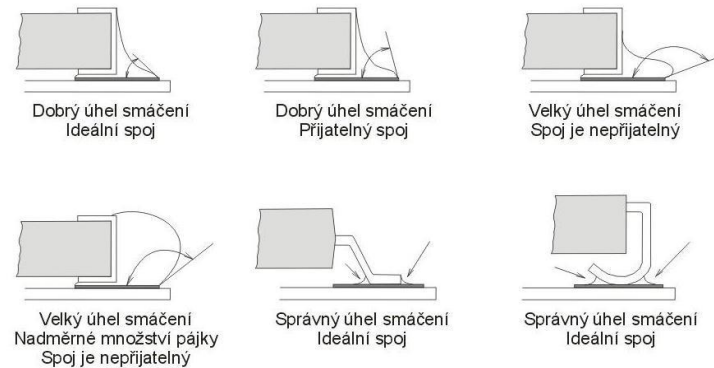 Dobrý úhel smáčení
Ideální spoj
Dobrý úhel smáčení
Přijatelný spoj
Velký úhel smáčení
Spoj je nepřijatelný
Velký úhel smáčení
Nadměrné množství pájky
Spoj je nepřijatelný
Správný úhel smáčení
Ideální spoj
Správný úhel smáčení
Ideální spoj